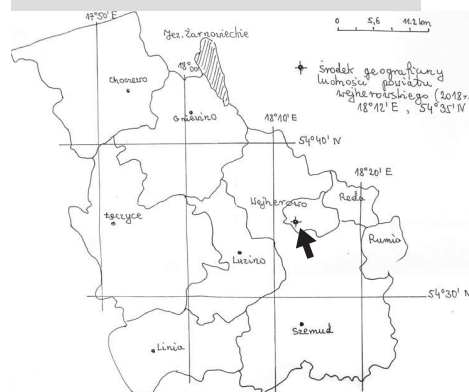 17°50' E
0 5,6 11.2 km
Jez. Żarnowieckie
18°00'
środek geograficzny
ludności powiatu
wejherowskiego (2018r.
18°12'E, 54°35'N
Choczewo
Gniewino
18°10' E
54°40' N
18°20' E
Wejherowo
Reda
Łęczyce
Rumia
Luzino
54°30' N
Szemud
Linia